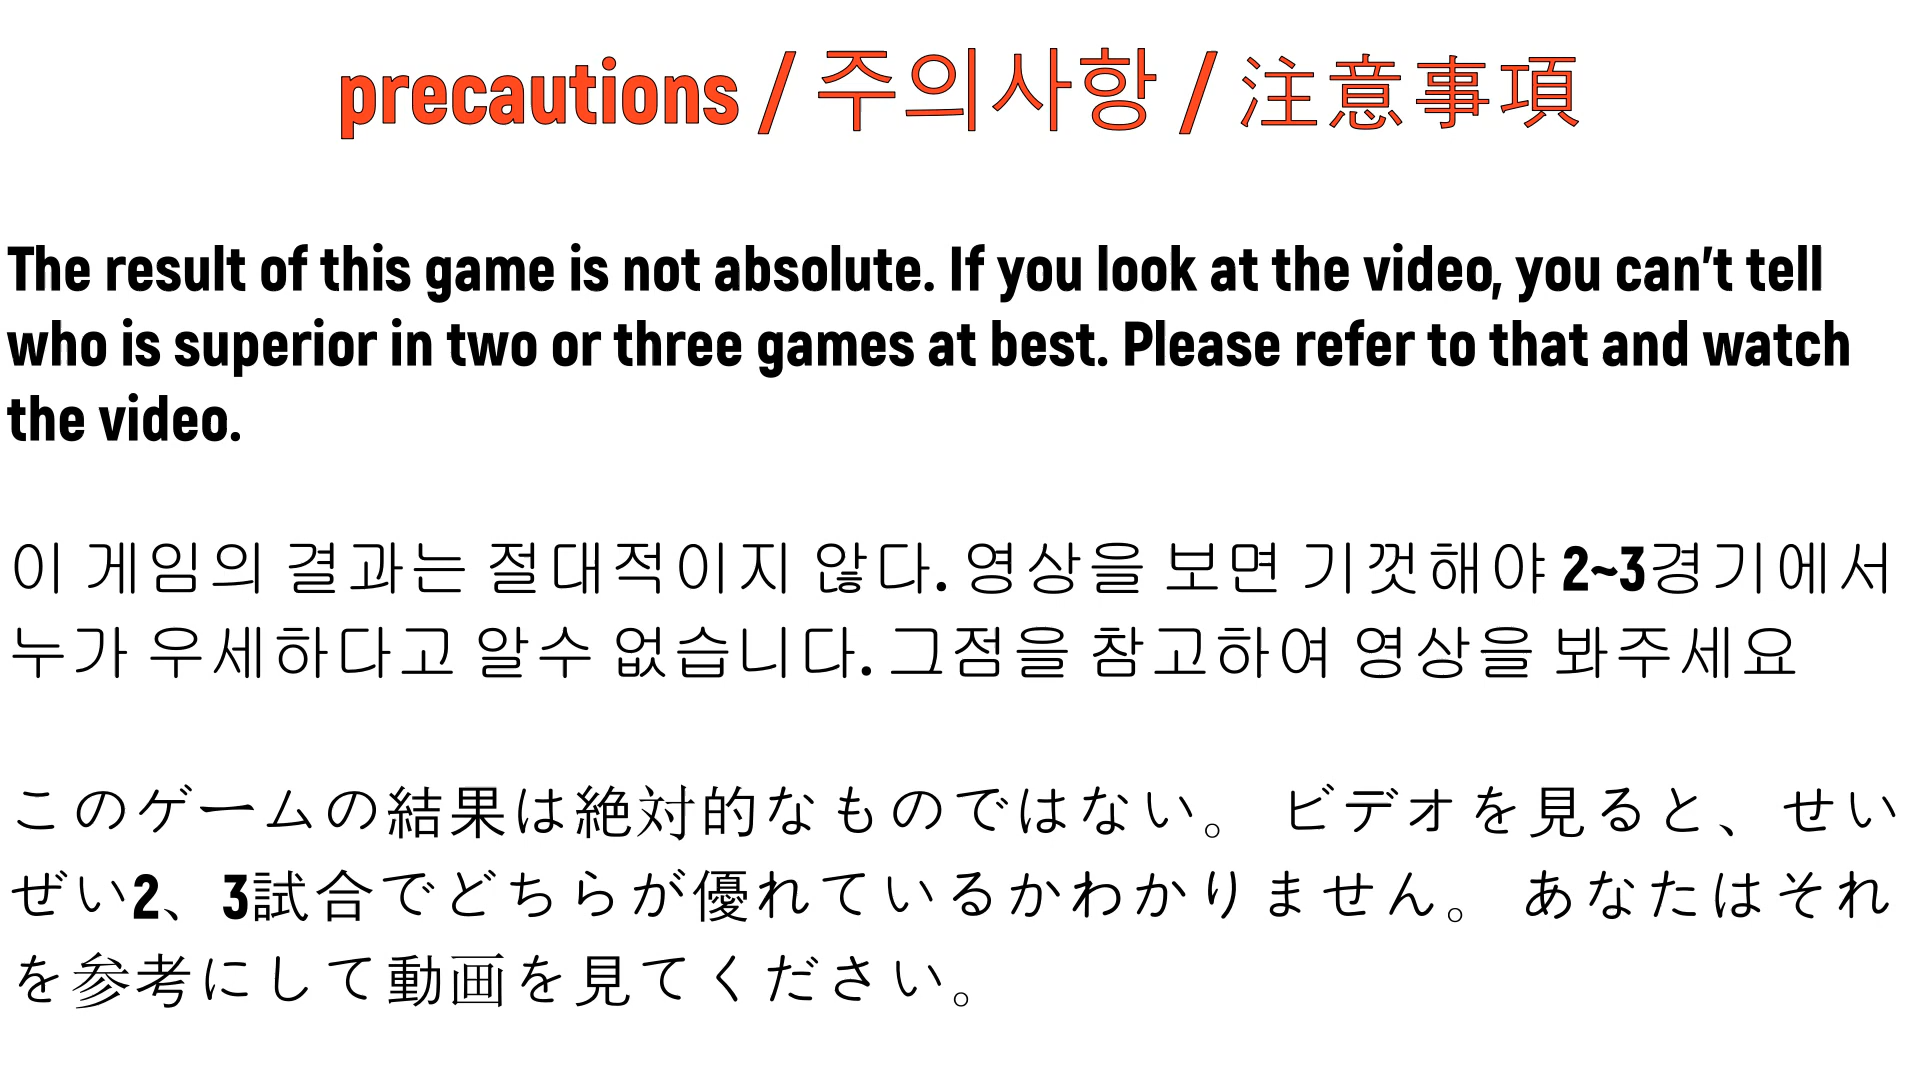 precautions / 주의사항 / 注意事項
The result of this game is not absolute. If you look at the video, you can't tell
who is superior in two or three games at best. Please refer to that and watch
the video.
이 게임의 결과는 절대적이지 않다. 영상을 보면 기껏해야 2~3경기에서
누가 우세하다고 알수 없습니다. 그점을 참고하여 영상을 봐주세요
このゲームの結果は絶対的なものではない。 ビデオを見ると、せい
ぜい2、3試合でどちらが優れているかわかりません。 あなたはそれ
を参考にして動画を見てください。